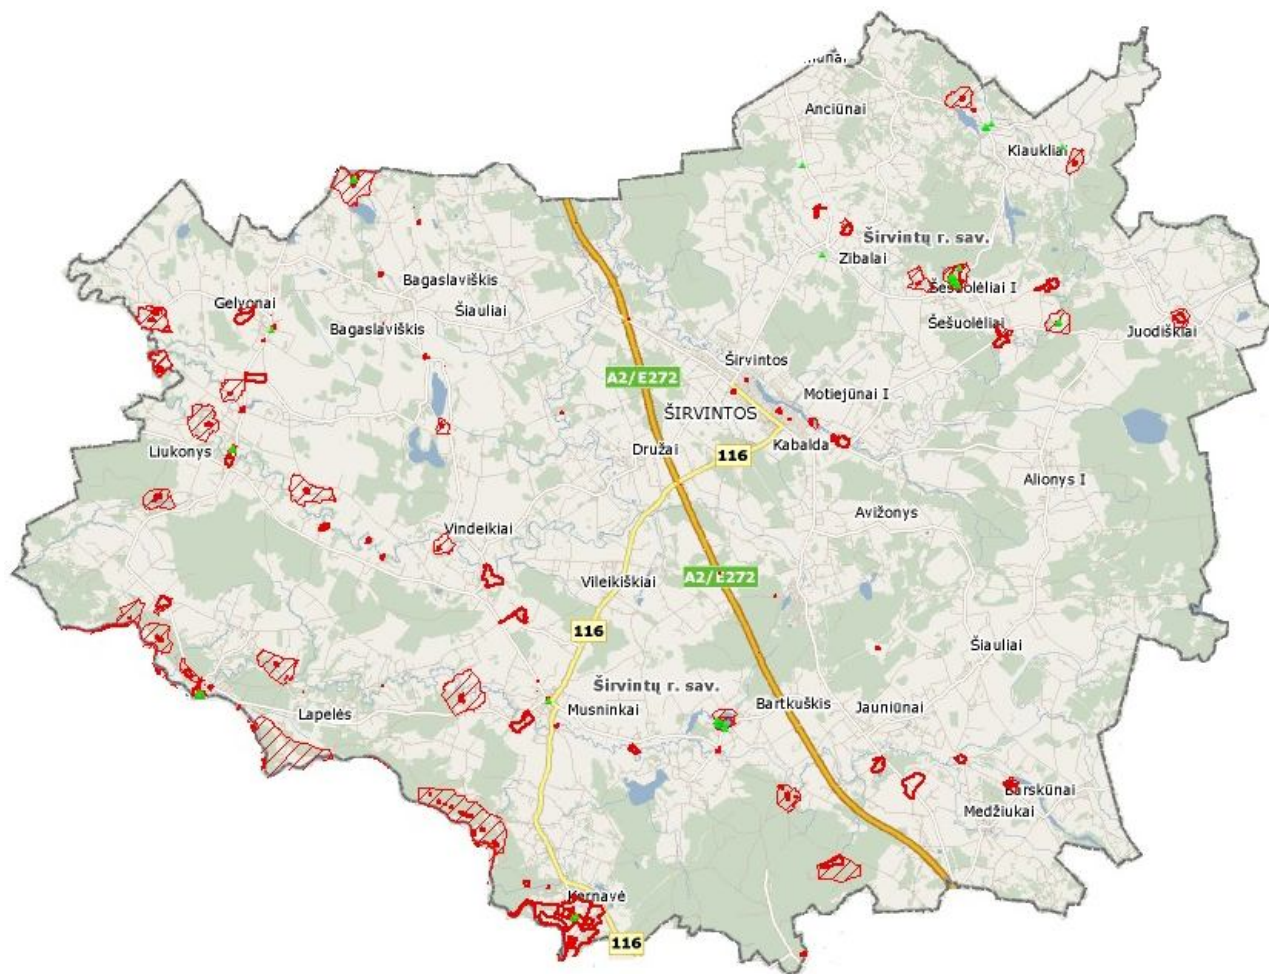 Anciūnai
Kiaukliai
Širvintų r. sav.
Zibalai
Bagaslaviškis
Šešuolėliai I
Gelvonai
Šiauliai
Bagaslaviškis
Šešuolėliai
Juodiškiai
Širvintos
A2/E272
Motiejūnai I
ŠIRVINTOS
Liukonys
Družai
116
Kabalda
Alionys I
Avižonys
Vindeikiai
Vileikiškiai
A2/E272
116
Šiauliai
Širvintų r. sav.
Lapelės
Musninkai
Bartkuškis
Jauniūnai
Barskūnai
Medžiukai
Kernavė
116